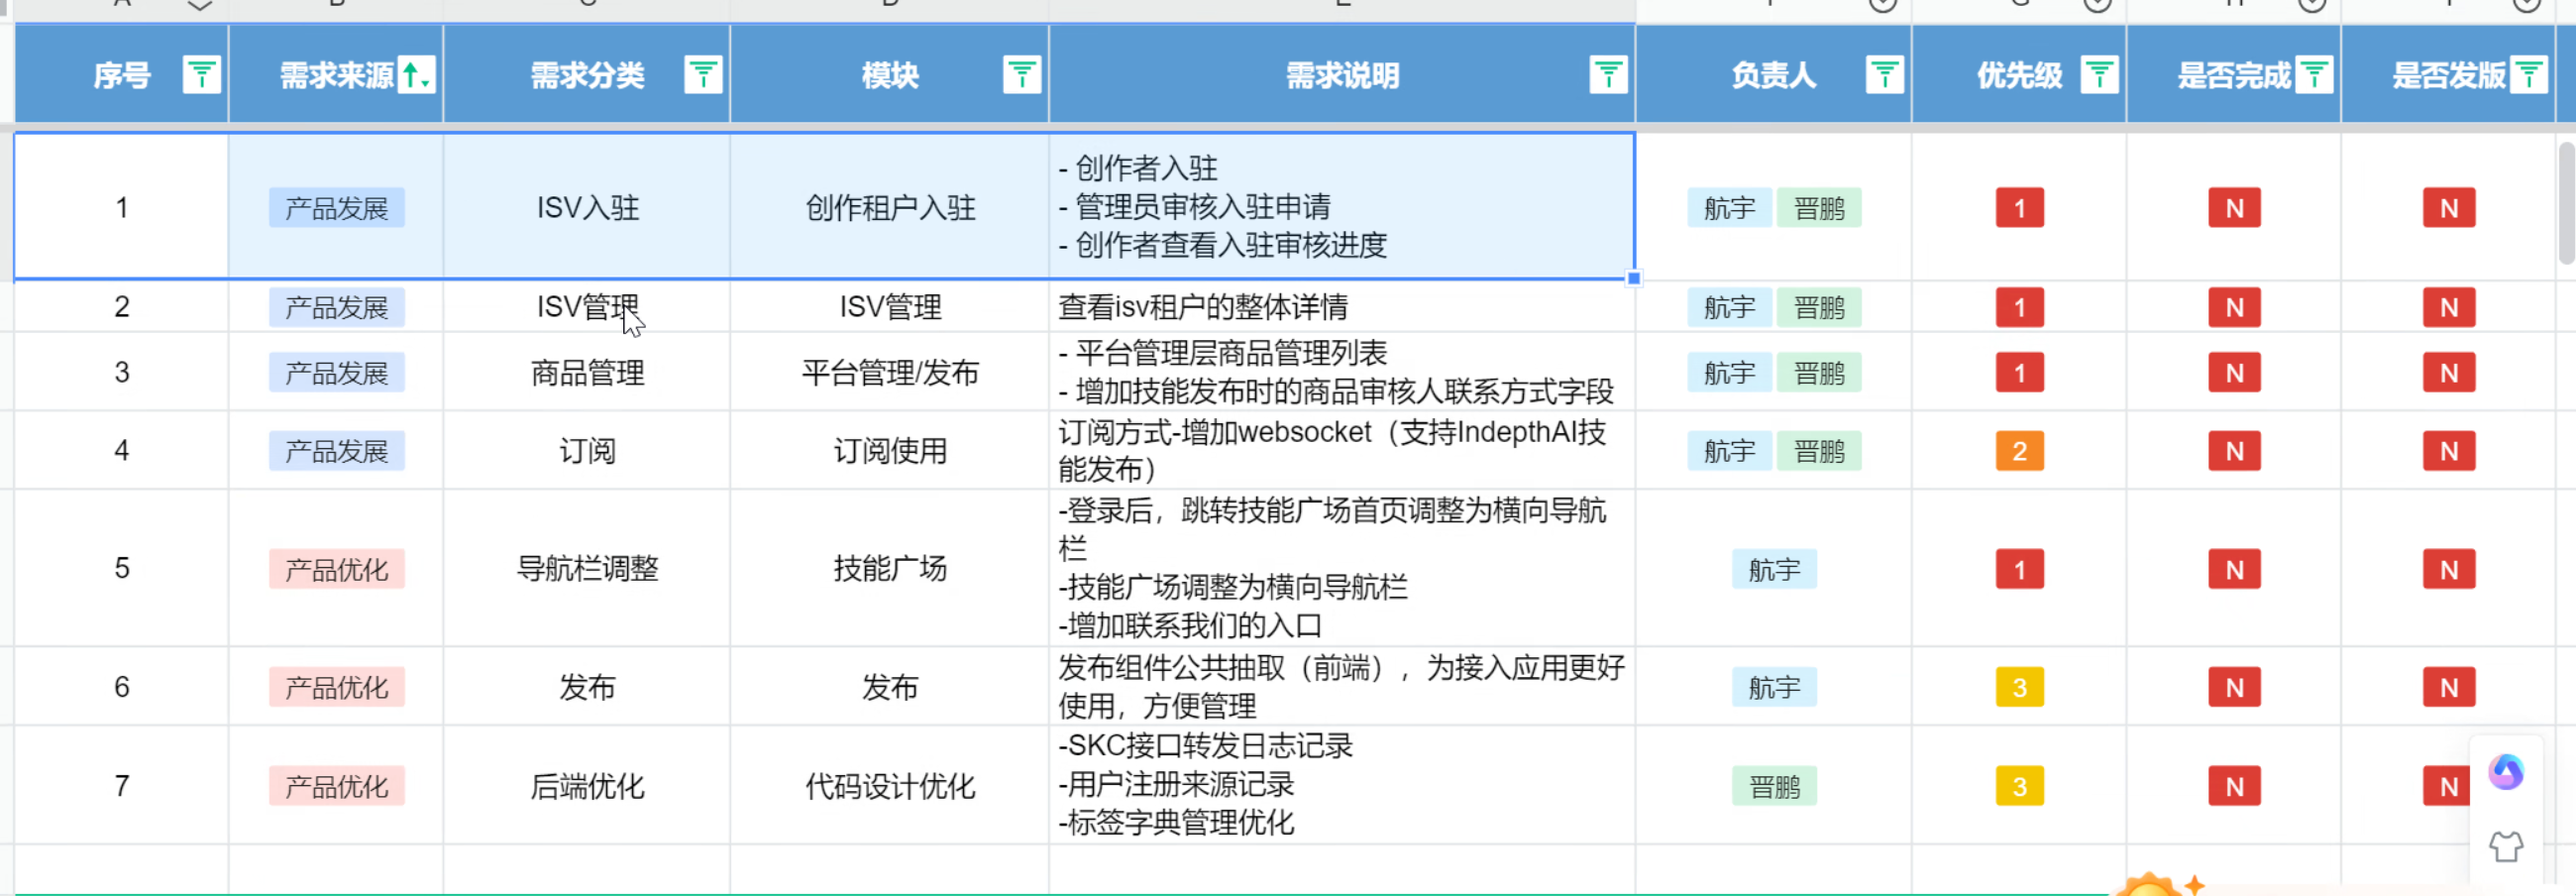 序号 需求来源 需求分类 模块 需求说明 负责人 优先级 是否完成 是否发版
1 产品发展 ISV入驻 创作租户入驻
- 创作者入驻
- 管理员审核入驻申请
- 创作者查看入驻审核进度
航宇 晋鹏 1 N N
2 产品发展 ISV管理 ISV管理 查看isv租户的整体详情 航宇 晋鹏 1 N N
3 产品发展 商品管理 平台管理/发布
- 平台管理层商品管理列表
- 增加技能发布时的商品审核人联系方式字段
航宇 晋鹏 1 N N
4 产品发展 订阅 订阅使用
订阅方式-增加websocket（支持IndepthAI技
能发布）
航宇 晋鹏 2 N N
5 产品优化 导航栏调整 技能广场
-登录后，跳转技能广场首页调整为横向导航
栏
-技能广场调整为横向导航栏
-增加联系我们的入口
航宇 1 N N
6 产品优化 发布 发布
发布组件公共抽取（前端），为接入应用更好
使用，方便管理
航宇 3 N N
7 产品优化 后端优化 代码设计优化
-SKC接口转发日志记录
-用户注册来源记录
-标签字典管理优化
晋鹏 3 N N